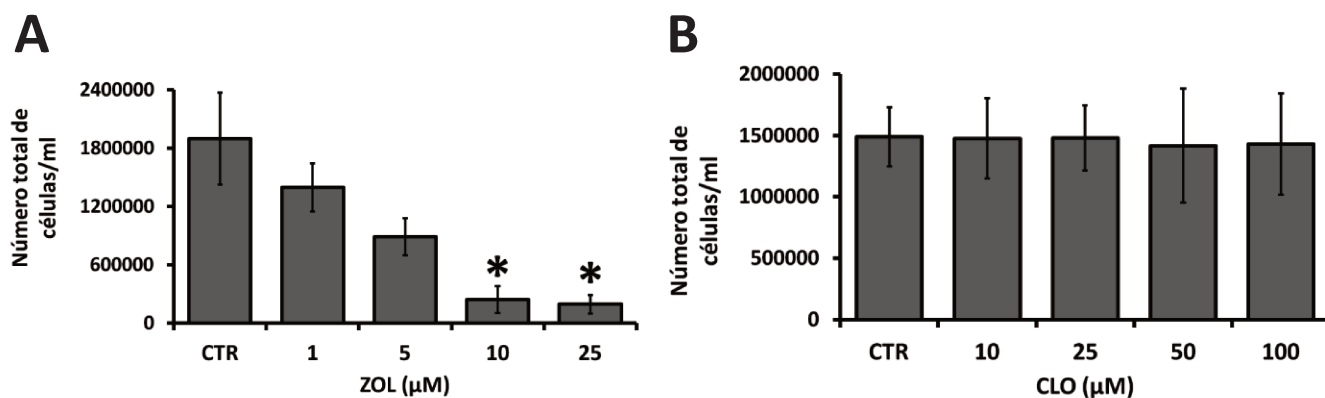 A
Número total de
células/ml
2400000
1800000
1200000
600000
0
*
*
CTR
1
5
10
25
ZOL (µM)
B
Número total de
células/ml
2000000
1500000
1000000
500000
0
CTR
10
25
50
100
CLO (µM)